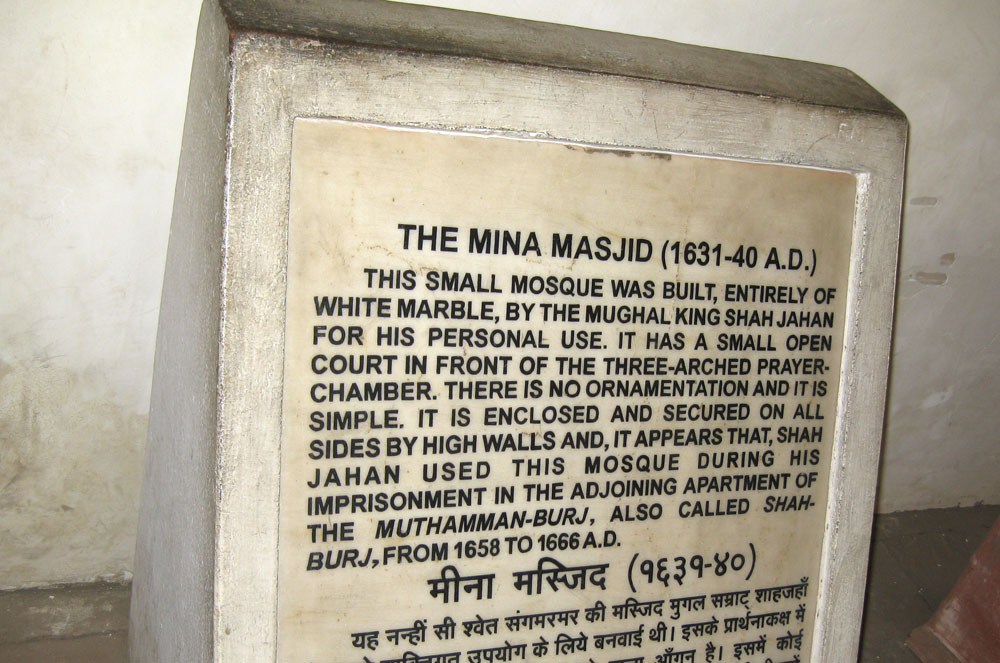 THE MINA MASJID (1631-40 A.D.)
THIS SMALL MOSQUE WAS BUILT, ENTIRELY OF
WHITE MARBLE, BY THE MUGHAL KING SHAH JAHAN
FOR HIS PERSONAL USE. IT HAS A SMALL OPEN
COURT IN FRONT OF THE THREE-ARCHED PRAYER-
CHAMBER. THERE IS NO ORNAMENTATION AND IT IS
SIMPLE. IT IS ENCLOSED AND SECURED ON ALL
SIDES BY HIGH WALLS AND, IT APPEARS THAT, SHAH
JAHAN USED THIS MOSQUE DURING HIS
IMPRISONMENT IN THE ADJOINING APARTMENT OF
THE MUTHAMMAN-BURJ, ALSO CALLED SHAH-
BURJ, FROM 1658 TO 1666 A.D.
मीना मस्जिद (१६३१-४०)
यह नन्हीं सी श्वेत संगमरमर की मस्जिद मुगल सम्राट् शाहजहाँ
उपयोग के लिये बनवाई थी। इसके प्रार्थनाकक्ष में
आँगन है। इसमें कोई